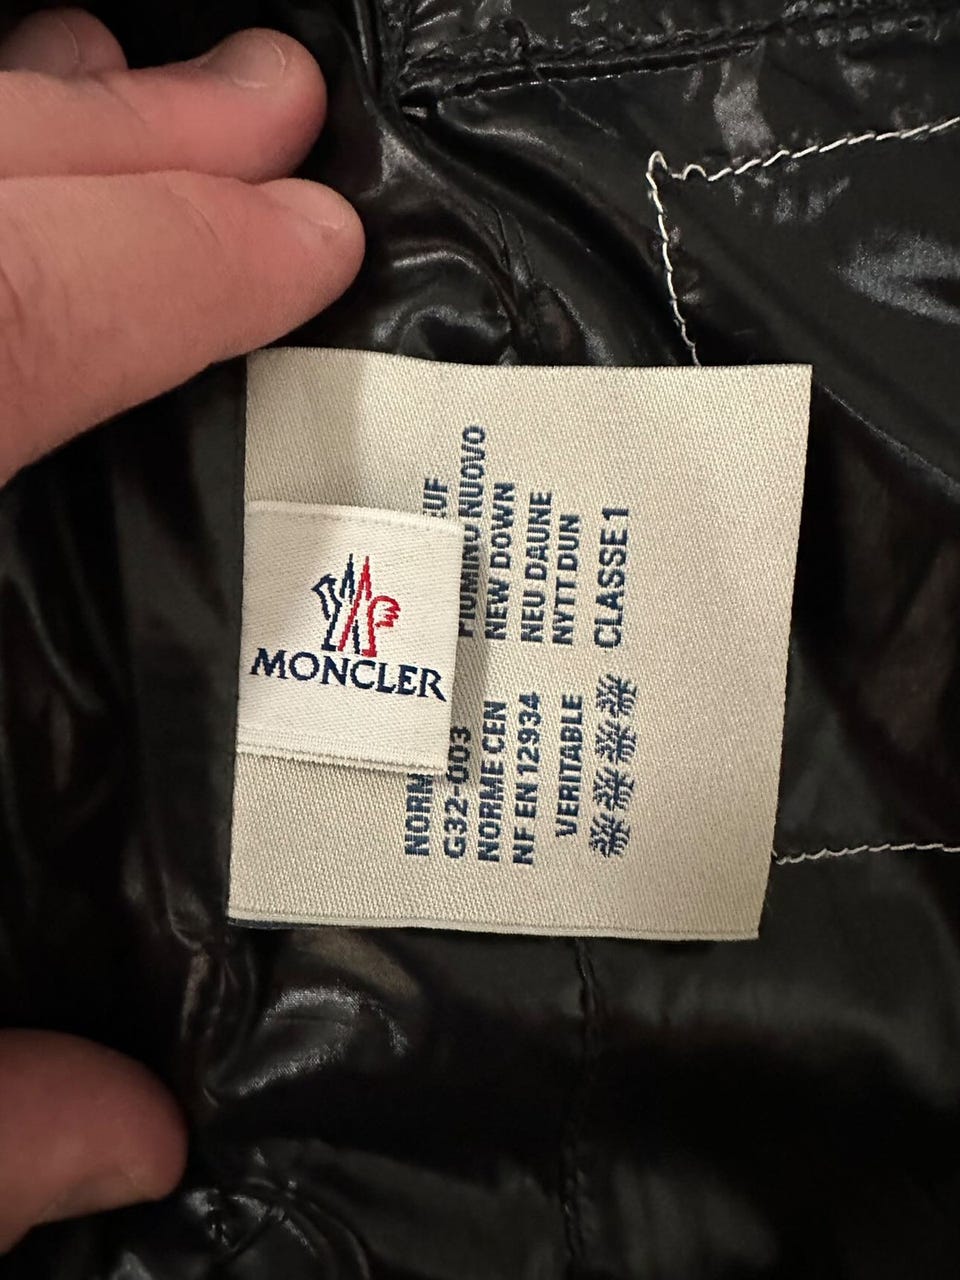 MONCLER
UF
PIUMINO NUOVO
NEW DOWN
NEU DAUNE
NYTT DUN
CLASSE 1
NORM
G32-003
NORME CEN
NF EN 12934
VERITABLE